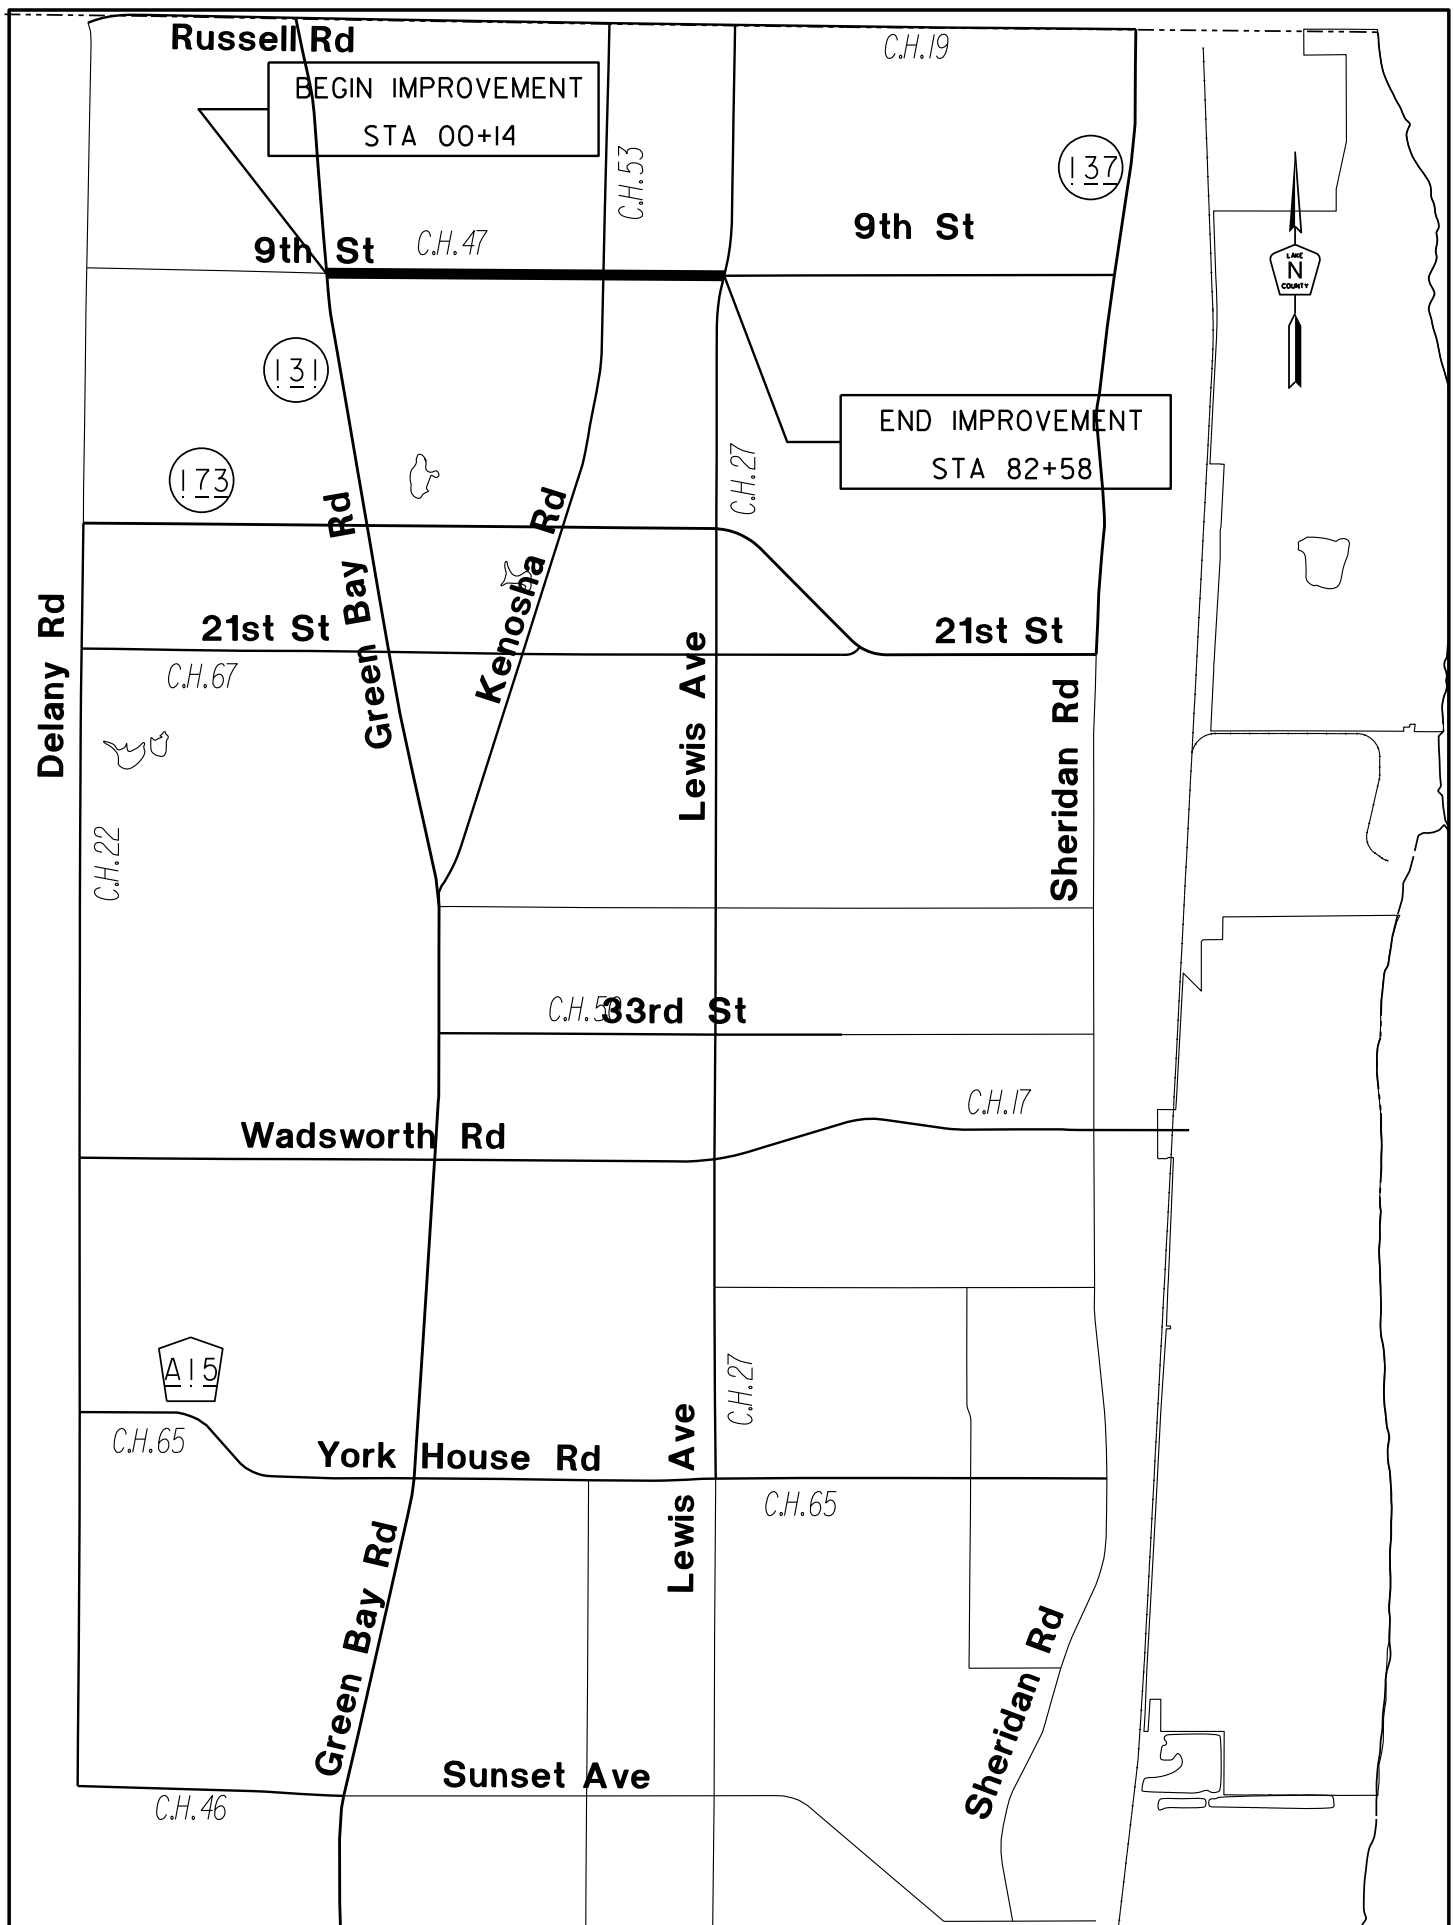 Russell Rd
C.H.19
BEGIN IMPROVEMENT
STA 00+14
C.H.53
137
9th St
C.H.47
9th St
LAKE
N
COUNTY
131
END IMPROVEMENT
STA 82+58
C.H.27
173
Green Bay Rd
Kenosha Rd
Delany Rd
21st St
21st St
C.H.67
Lewis Ave
Sheridan Rd
C.H.22
33rd St
C.H.17
Wadsworth Rd
A15
C.H.27
C.H.65
York House Rd
Lewis Ave
C.H.65
Green Bay Rd
Sheridan Rd
Sunset Ave
C.H.46